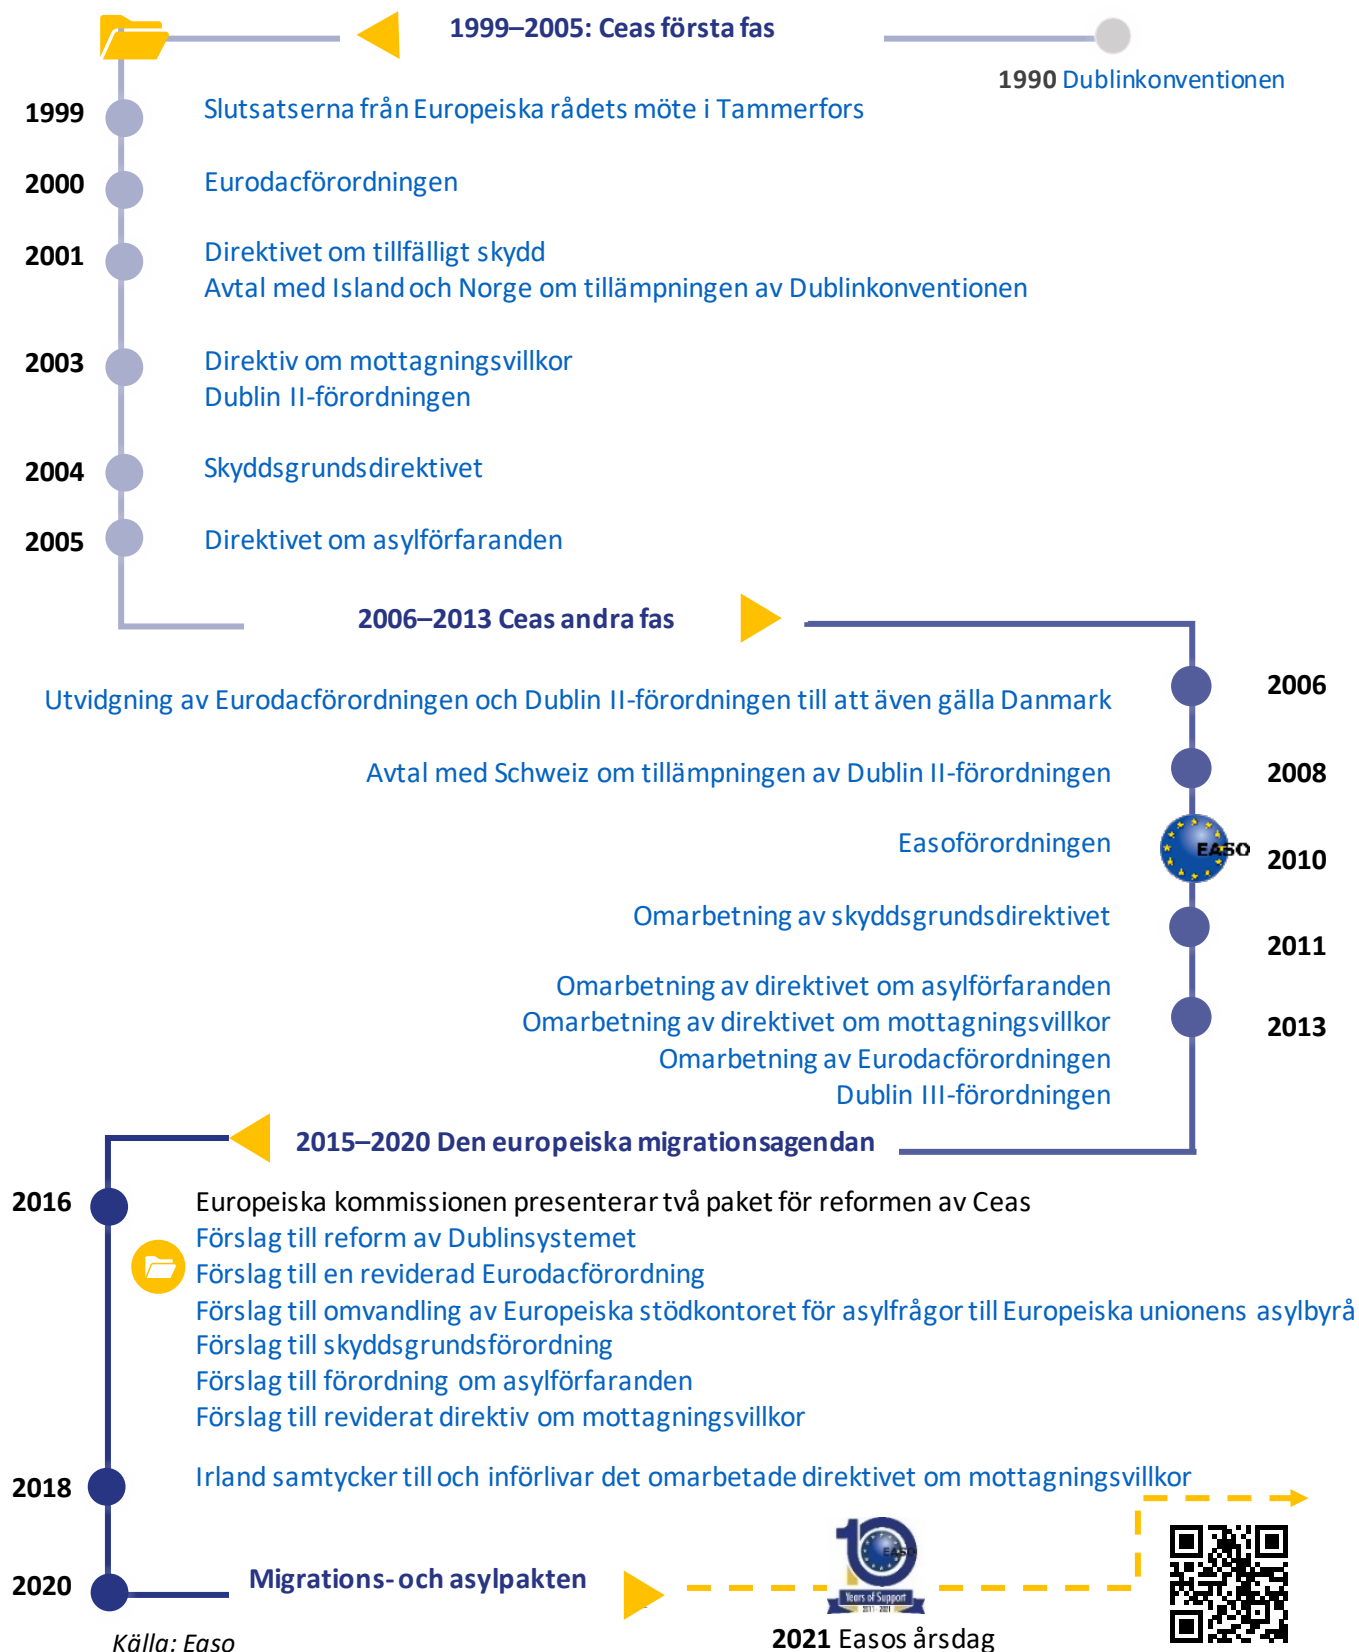 1999–2005: Ceas första fas
1990 Dublinkonventionen
1999 Slutsatserna från Europeiska rådets möte i Tammerfors
2000 Eurodacförordningen
2001 Direktivet om tillfälligt skydd
Avtal med Island och Norge om tillämpningen av Dublinkonventionen
2003 Direktiv om mottagningsvillkor
Dublin II-förordningen
2004 Skyddsgrundsdirektivet
2005 Direktivet om asylförfaranden
2006–2013 Ceas andra fas
Utvidgning av Eurodacförordningen och Dublin II-förordningen till att även gälla Danmark 2006
Avtal med Schweiz om tillämpningen av Dublin II-förordningen 2008
Easoförordningen EASO 2010
Omarbetning av skyddsgrundsdirektivet 2011
Omarbetning av direktivet om asylförfaranden
Omarbetning av direktivet om mottagningsvillkor 2013
Omarbetning av Eurodacförordningen
Dublin III-förordningen
2015–2020 Den europeiska migrationsagendan
2016 Europeiska kommissionen presenterar två paket för reformen av Ceas
Förslag till reform av Dublinsystemet
Förslag till en reviderad Eurodacförordning
Förslag till omvandling av Europeiska stödkontoret för asylfrågor till Europeiska unionens asylbyrå
Förslag till skyddsgrundsförordning
Förslag till förordning om asylförfaranden
Förslag till reviderat direktiv om mottagningsvillkor
2018 Irland samtycker till och införlivar det omarbetade direktivet om mottagningsvillkor
2020 Migrations- och asylpakten
10 EASO
Years of Support
2011 - 2021
2021 Easos årsdag
Källa: Easo